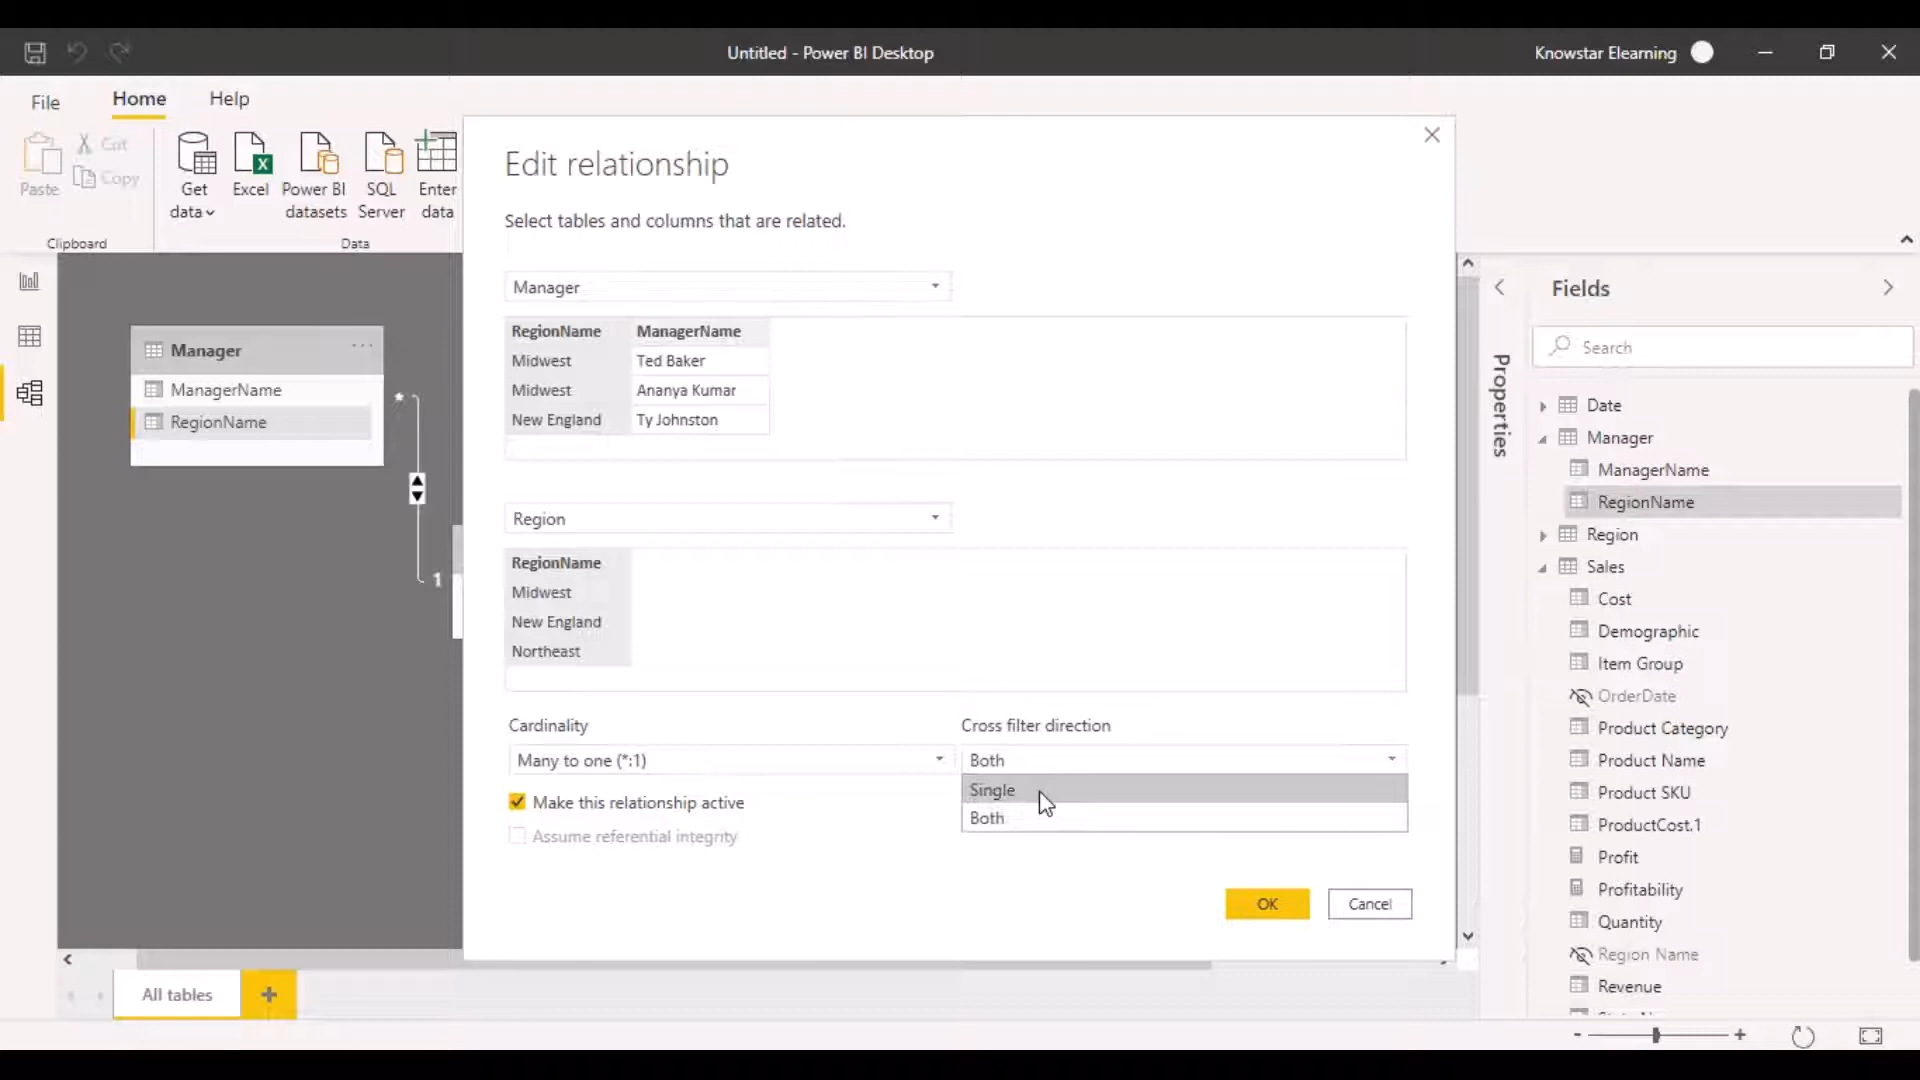 Untitled - Power BI Desktop
Knowstar Elearning
File
Home
Help
Paste
Cut
Copy
Clipboard
Get data
Excel
Power BI datasets
SQL Server
Enter data
Data
Manager
ManagerName
RegionName
*
1
Edit relationship
Select tables and columns that are related.
Manager
RegionName ManagerName
Midwest Ted Baker
Midwest Ananya Kumar
New England Ty Johnston
Region
RegionName
Midwest
New England
Northeast
Cardinality
Many to one (*:1)
Make this relationship active
Assume referential integrity
Cross filter direction
Both
Single
Both
OK
Cancel
Properties
Fields
Search
Date
Manager
ManagerName
RegionName
Region
Sales
Cost
Demographic
Item Group
OrderDate
Product Category
Product Name
Product SKU
ProductCost.1
Profit
Profitability
Quantity
Region Name
Revenue
All tables